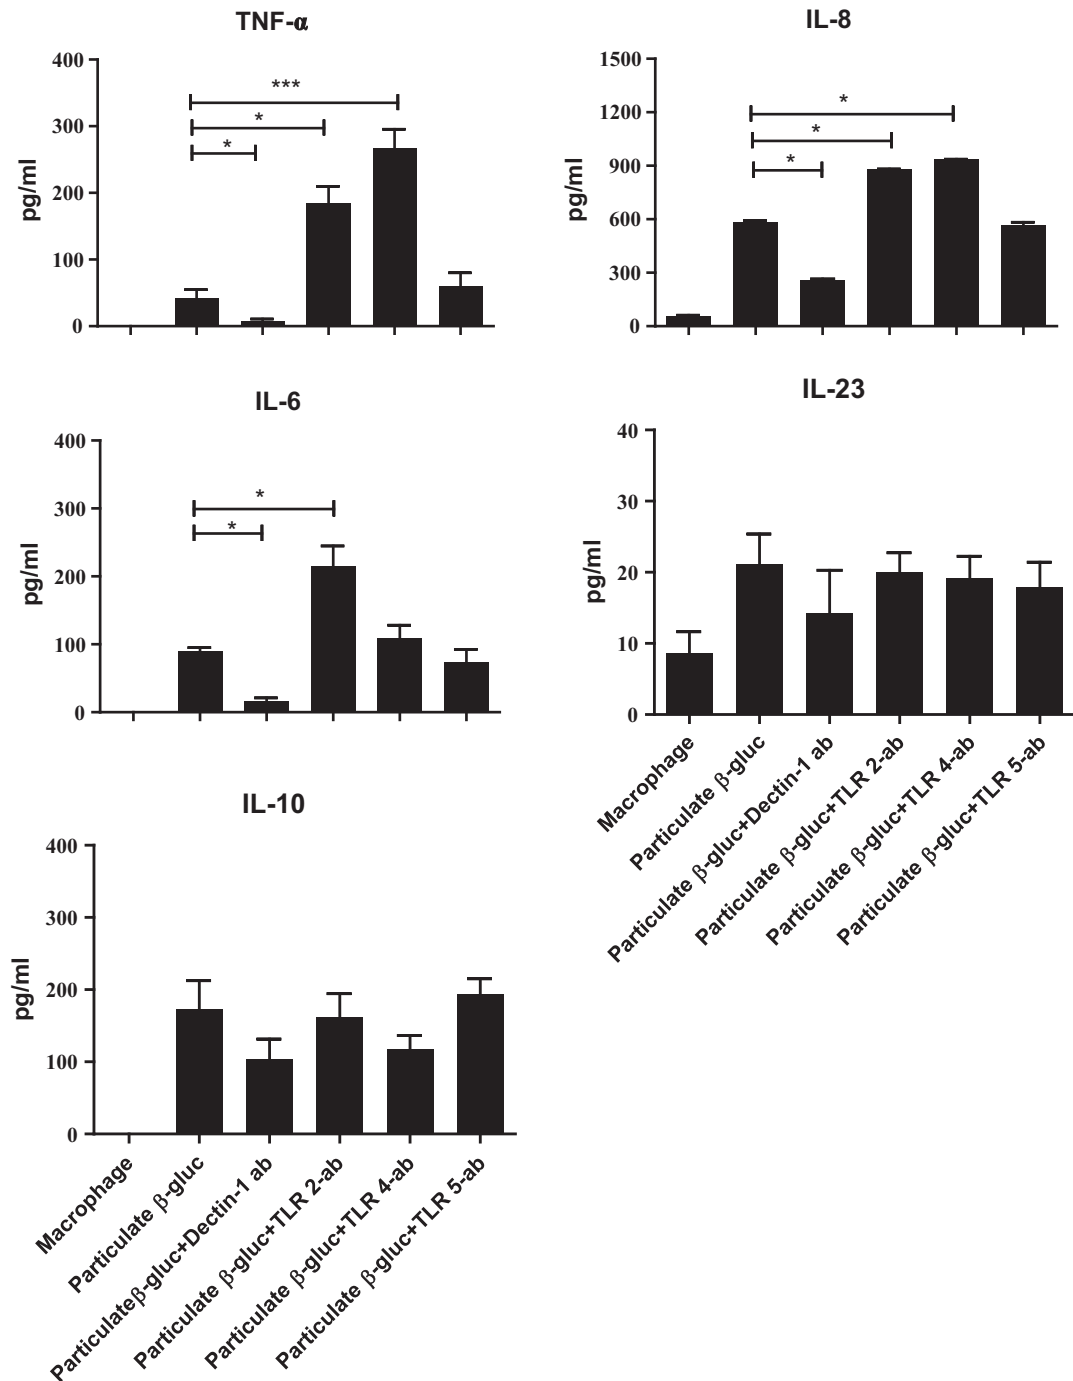 TNF-α
400
300
200
100
0
pg/ml
***
*
*
IL-8
1500
1200
900
600
300
0
pg/ml
*
*
*
IL-6
400
300
200
100
0
pg/ml
*
*
IL-23
40
30
20
10
0
pg/ml
Macrophage
Particulate β-gluc
Particulate β-gluc+Dectin-1 ab
Particulate β-gluc+TLR 2-ab
Particulate β-gluc+TLR 4-ab
Particulate β-gluc+TLR 5-ab
IL-10
400
300
200
100
0
pg/ml
Macrophage
Particulate β-gluc
Particulateβ-gluc+Dectin-1 ab
Particulate β-gluc+TLR 2-ab
Particulate β-gluc+TLR 4-ab
Particulate β-gluc+TLR 5-ab